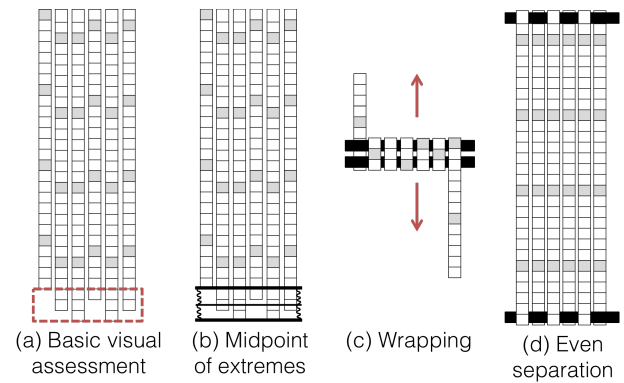 (a) Basic visual
assessment
(b) Midpoint
of extremes
(c) Wrapping
(d) Even
separation